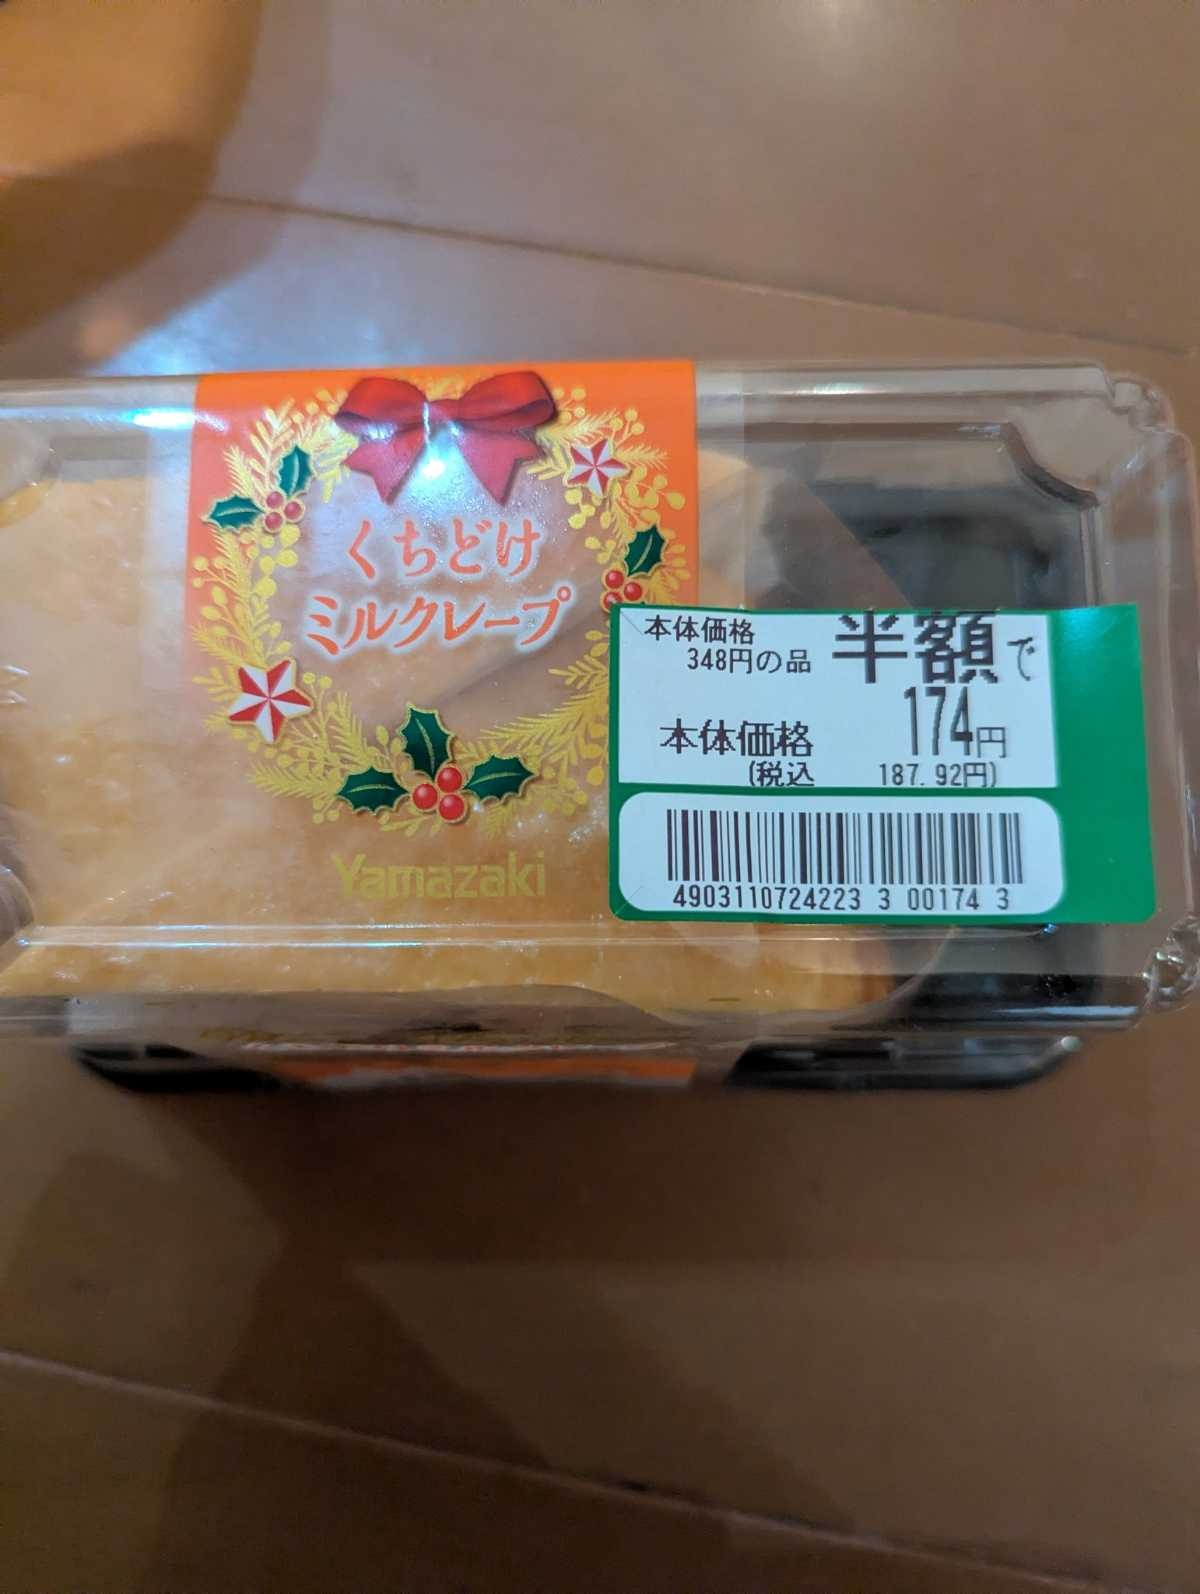 くちどけ
ミルクレープ
Yamazaki
本体価格
348円の品
半額で
174円
本体価格
(税込 187.92円)
4903110724223 3 00174 3